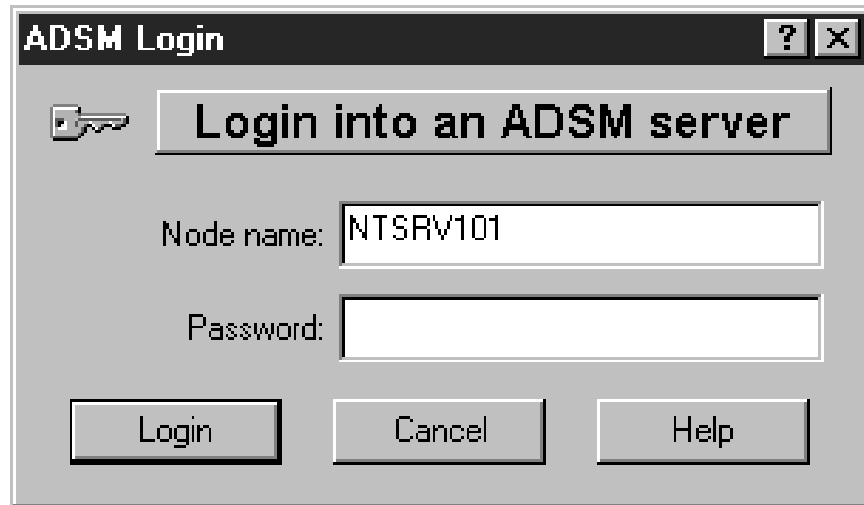 ADSM Login
Login into an ADSM server
Node name: NTSRV101
Password:
Login Cancel Help